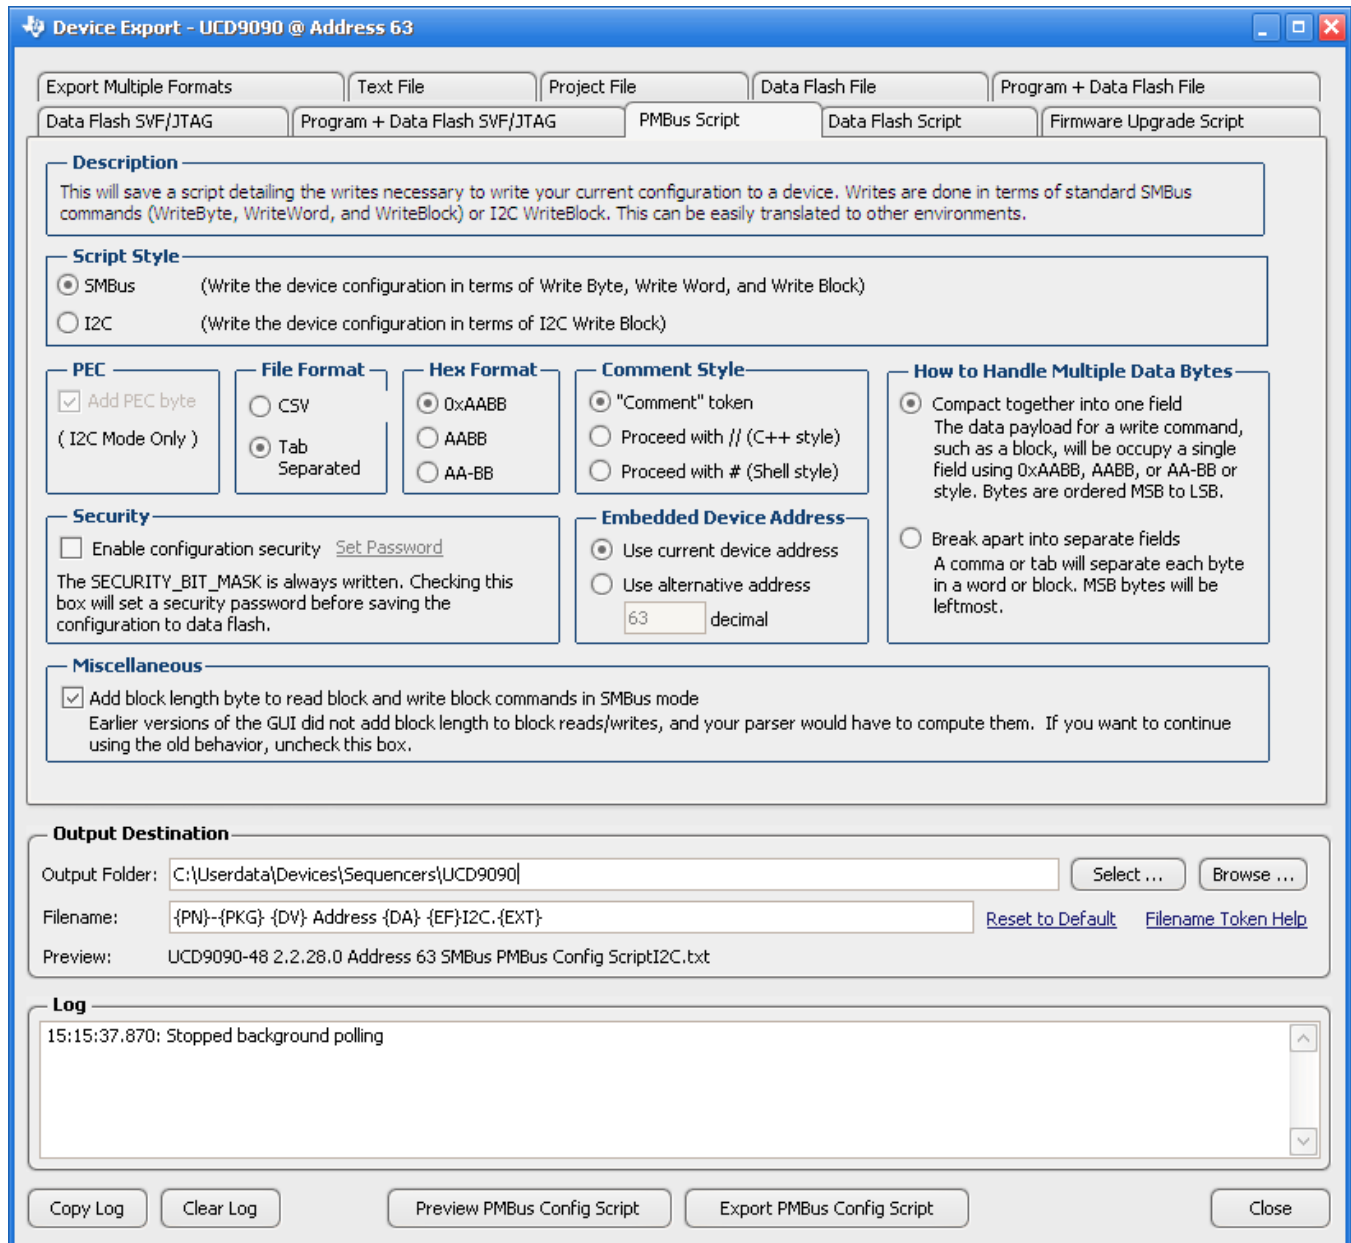 Device Export - UCD9090 @ Address 63
Export Multiple Formats
Text File
Project File
Data Flash File
Program + Data Flash File
Data Flash SVF/JTAG
Program + Data Flash SVF/JTAG
PMBus Script
Data Flash Script
Firmware Upgrade Script
Description
This will save a script detailing the writes necessary to write your current configuration to a device. Writes are done in terms of standard SMBus
commands (WriteByte, WriteWord, and WriteBlock) or I2C WriteBlock. This can be easily translated to other environments.
Script Style
SMBus (Write the device configuration in terms of Write Byte, Write Word, and Write Block)
I2C (Write the device configuration in terms of I2C Write Block)
PEC
Add PEC byte
( I2C Mode Only )
File Format
CSV
Tab
Separated
Hex Format
0xAABB
AABB
AA-BB
Comment Style
"Comment" token
Proceed with // (C++ style)
Proceed with # (Shell style)
How to Handle Multiple Data Bytes
Compact together into one field
The data payload for a write command,
such as a block, will be occupy a single
field using 0xAABB, AABB, or AA-BB or
style. Bytes are ordered MSB to LSB.
Break apart into separate fields
A comma or tab will separate each byte
in a word or block. MSB bytes will be
leftmost.
Security
Enable configuration security Set Password
The SECURITY_BIT_MASK is always written. Checking this
box will set a security password before saving the
configuration to data flash.
Embedded Device Address
Use current device address
Use alternative address
63 decimal
Miscellaneous
Add block length byte to read block and write block commands in SMBus mode
Earlier versions of the GUI did not add block length to block reads/writes, and your parser would have to compute them. If you want to continue
using the old behavior, uncheck this box.
Output Destination
Output Folder: C:\Userdata\Devices\Sequencers\UCD9090 Select ... Browse ...
Filename: {PN}-{PKG} {DV} Address {DA} {EF}I2C.{EXT} Reset to Default Filename Token Help
Preview: UCD9090-48 2.2.28.0 Address 63 SMBus PMBus Config ScriptI2C.txt
Log
15:15:37.870: Stopped background polling
Copy Log Clear Log Preview PMBus Config Script Export PMBus Config Script Close